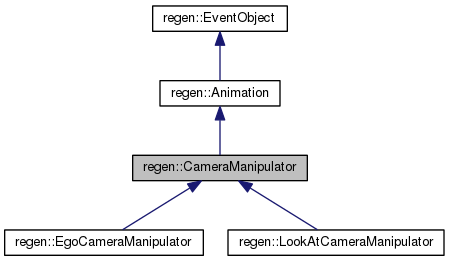 regen::EventObject
regen::Animation
regen::CameraManipulator
regen::EgoCameraManipulator
regen::LookAtCameraManipulator